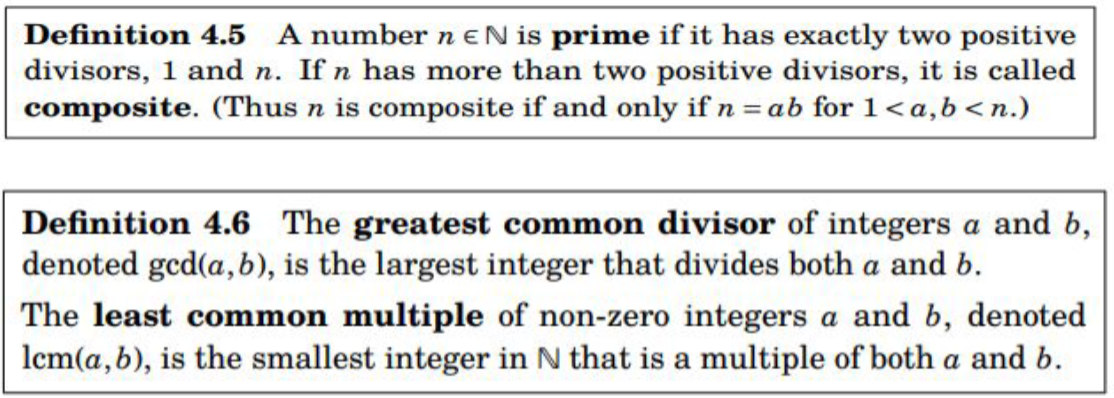 Definition 4.5 A number n ∈ ℕ is prime if it has exactly two positive
divisors, 1 and n. If n has more than two positive divisors, it is called
composite. (Thus n is composite if and only if n = ab for 1 < a, b < n.)
Definition 4.6 The greatest common divisor of integers a and b,
denoted gcd(a, b), is the largest integer that divides both a and b.
The least common multiple of non-zero integers a and b, denoted
lcm(a, b), is the smallest integer in ℕ that is a multiple of both a and b.